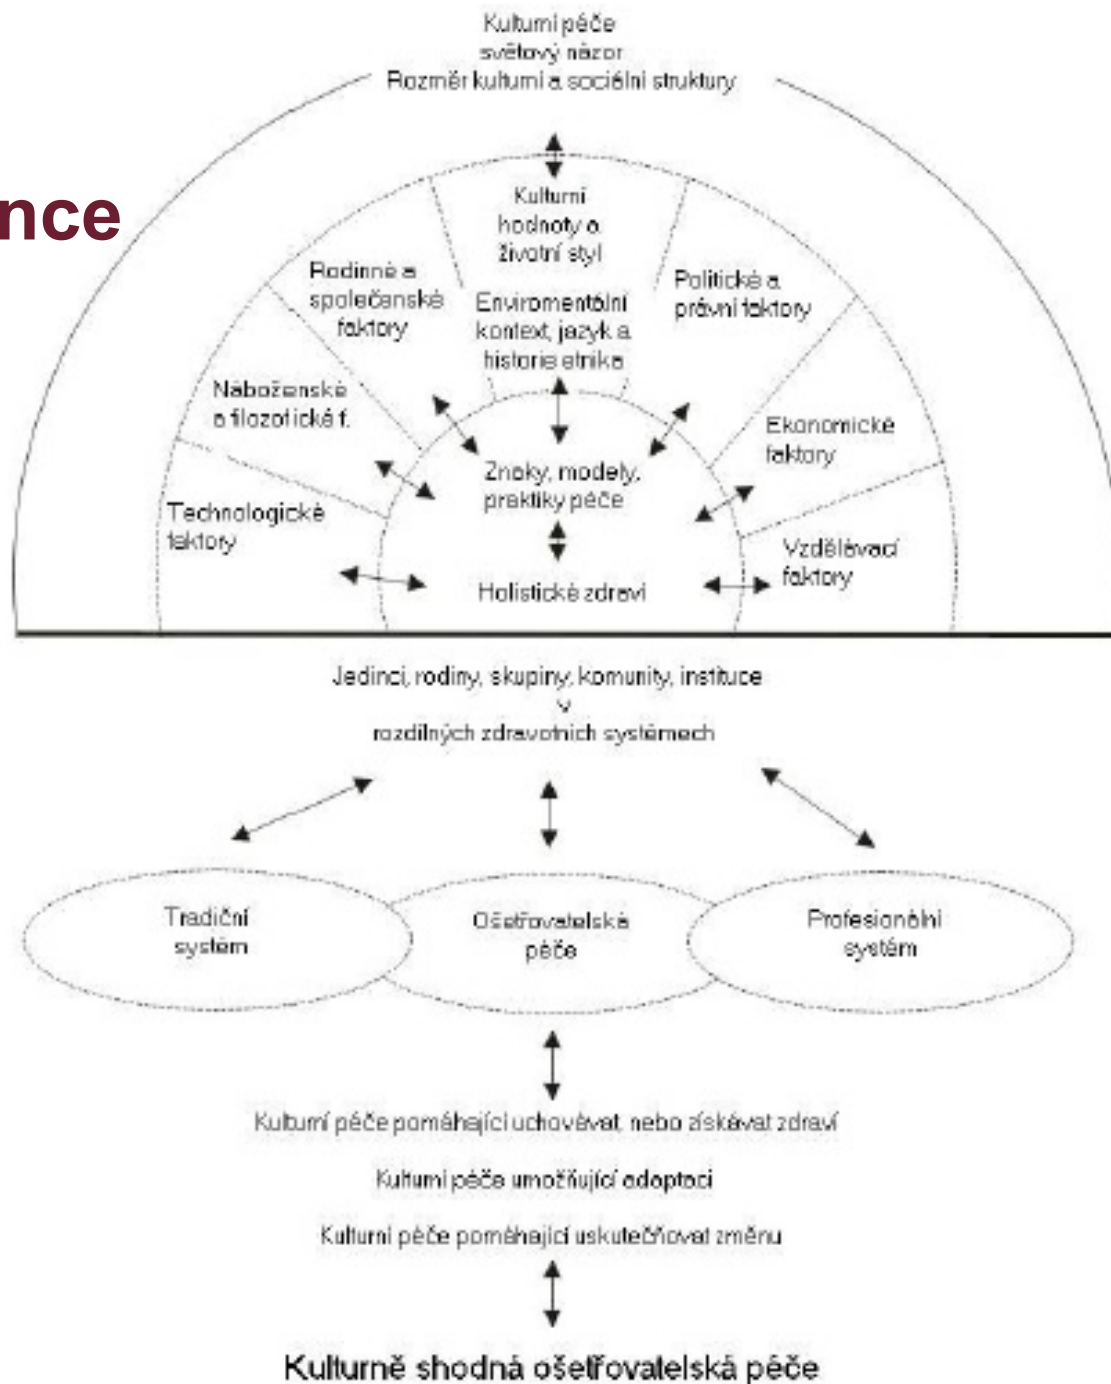 Kulturní péče
světový názor
Rozměr kulturní a sociální struktury
nce
Kulturní
hodnoty a
životní styl
Rodinné a
společenské
faktory
Enviromentální
kontext, jazyk a
historie etnika
Politické a
právní faktory
Náboženské
a filozofické f.
Ekonomické
faktory
Znaky, modely,
praktiky péče
Technologické
faktory
Vzdělávací
faktory
Holistické zdraví
Jedinci, rodiny, skupiny, komunity, instituce
v
rozdílných zdravotních systémech
Tradiční
systém
Ošetřovatelská
péče
Profesionální
systém
Kulturní péče pomáhající uchovávat, nebo získávat zdraví
Kulturní péče umožňující adaptaci
Kulturní péče pomáhající uskutečňovat změnu
Kulturně shodná ošetřovatelská péče